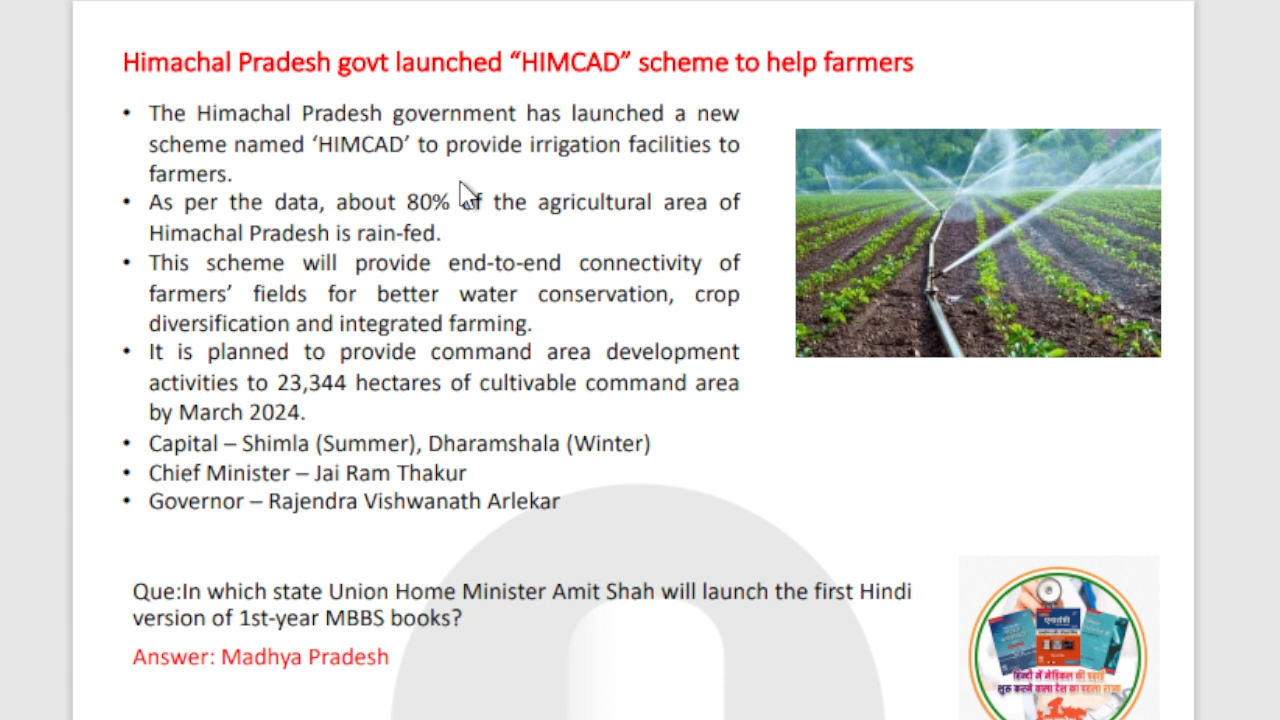 Himachal Pradesh govt launched “HIMCAD” scheme to help farmers
• The Himachal Pradesh government has launched a new
scheme named ‘HIMCAD’ to provide irrigation facilities to
farmers.
• As per the data, about 80% of the agricultural area of
Himachal Pradesh is rain-fed.
• This scheme will provide end-to-end connectivity of
farmers’ fields for better water conservation, crop
diversification and integrated farming.
• It is planned to provide command area development
activities to 23,344 hectares of cultivable command area
by March 2024.
• Capital – Shimla (Summer), Dharamshala (Winter)
• Chief Minister – Jai Ram Thakur
• Governor – Rajendra Vishwanath Arlekar
Que:In which state Union Home Minister Amit Shah will launch the first Hindi
version of 1st-year MBBS books?
Answer: Madhya Pradesh
हिन्दी में मेडिकल की पढ़ाई
शुरू करने वाला देश का पहला राज्य